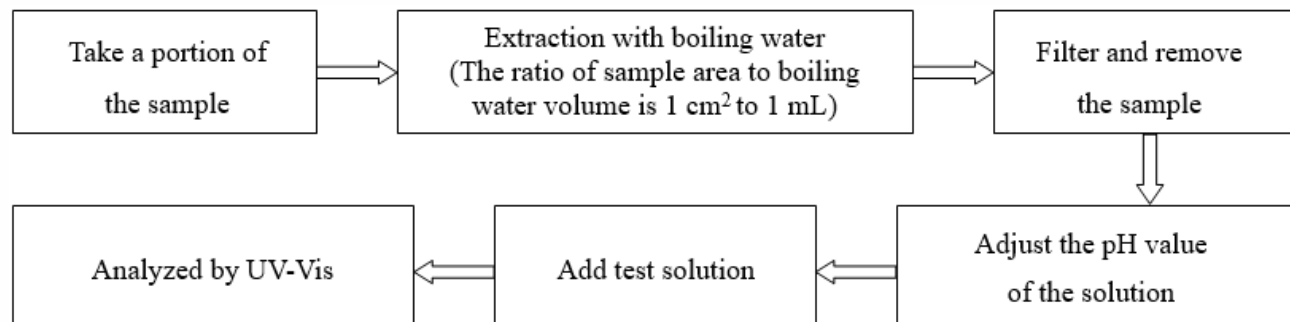 Take a portion of
the sample
Extraction with boiling water
(The ratio of sample area to boiling
water volume is 1 cm² to 1 mL)
Filter and remove
the sample
Adjust the pH value
of the solution
Add test solution
Analyzed by UV-Vis